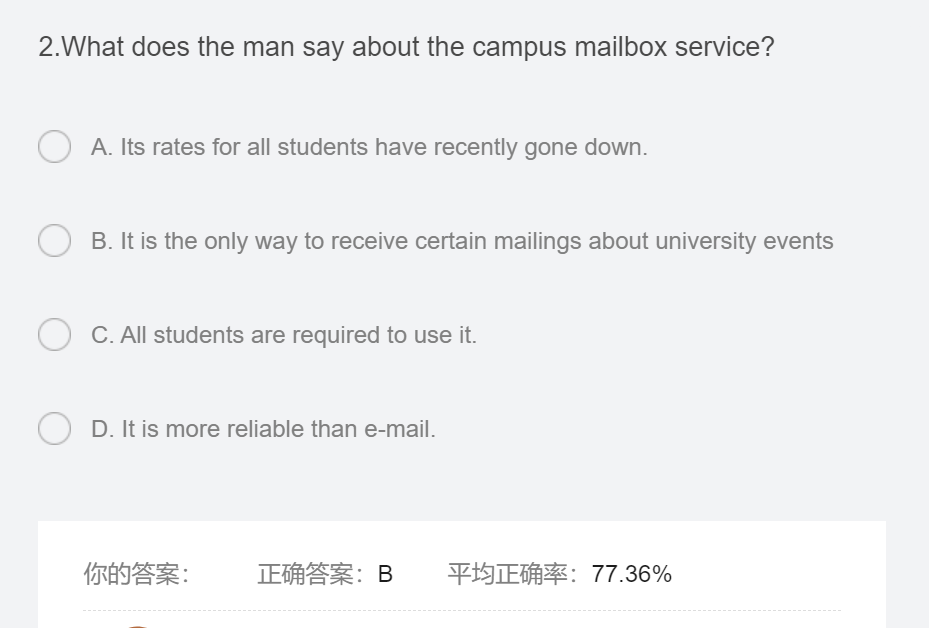 2.What does the man say about the campus mailbox service?
A. Its rates for all students have recently gone down.
B. It is the only way to receive certain mailings about university events
C. All students are required to use it.
D. It is more reliable than e-mail.
你的答案： 正确答案：B 平均正确率：77.36%